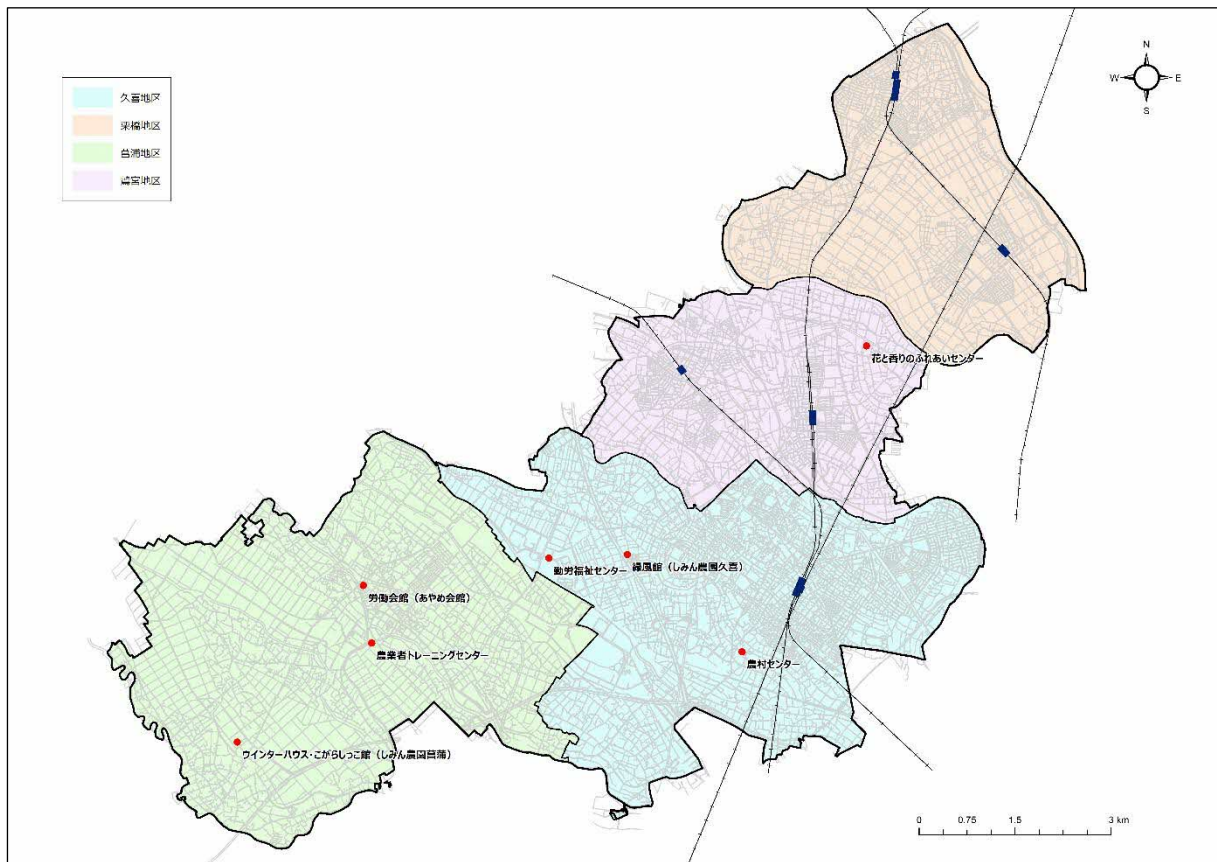 久喜地区
栗橋地区
菖蒲地区
鷲宮地区
N
W
E
S
花と香りのふれあいセンター
勤労福祉センター
緑風館（しみん農園久喜）
労働会館（あやめ会館）
農業者トレーニングセンター
農村センター
ウインターハウス・こがらしっこ館（しみん農園菖蒲）
0 0.75 1.5 3 km